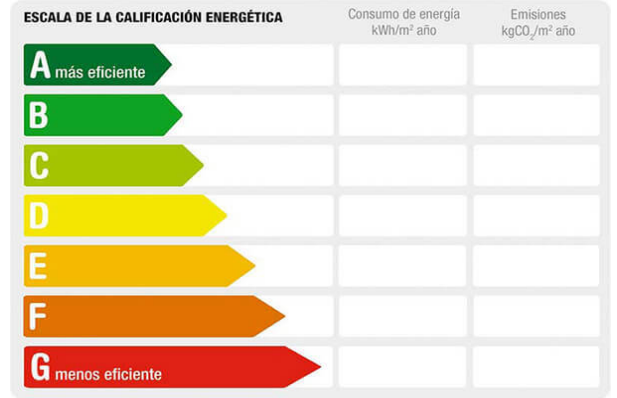 ESCALA DE LA CALIFICACIÓN ENERGÉTICA
Consumo de energía
kWh/m² año
Emisiones
kgCO₂/m² año
A más eficiente
B
C
D
E
F
G menos eficiente